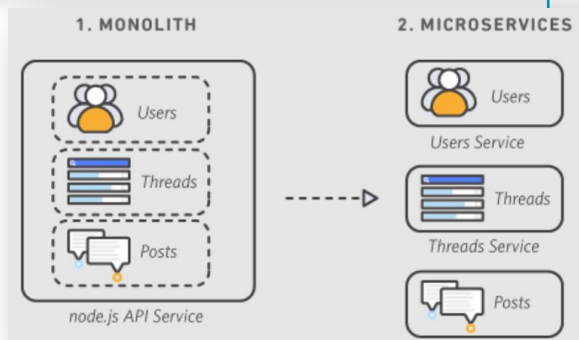 1. MONOLITH
Users
Threads
Posts
node.js API Service
2. MICROSERVICES
Users
Users Service
Threads
Threads Service
Posts